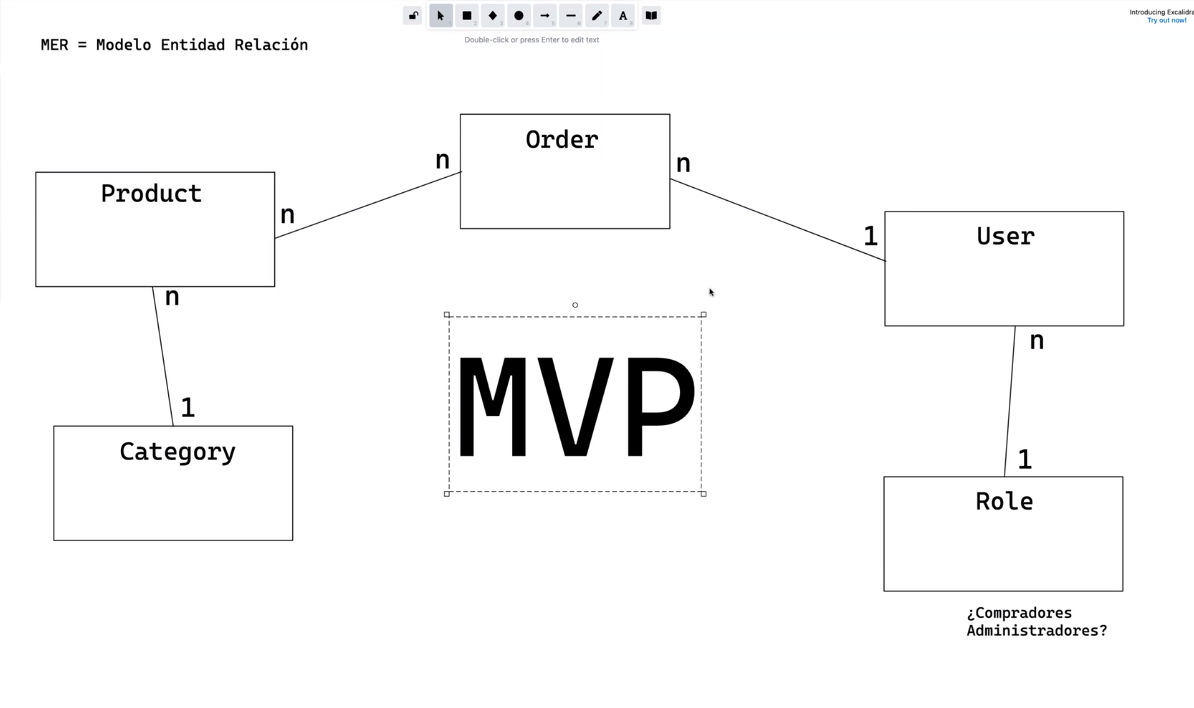 Introducing Excalidra
Try out now!
Double-click or press Enter to edit text
MER = Modelo Entidad Relación
Order
n
n
Product
n
n
1
User
n
MVP
1
Category
1
Role
¿Compradores
Administradores?